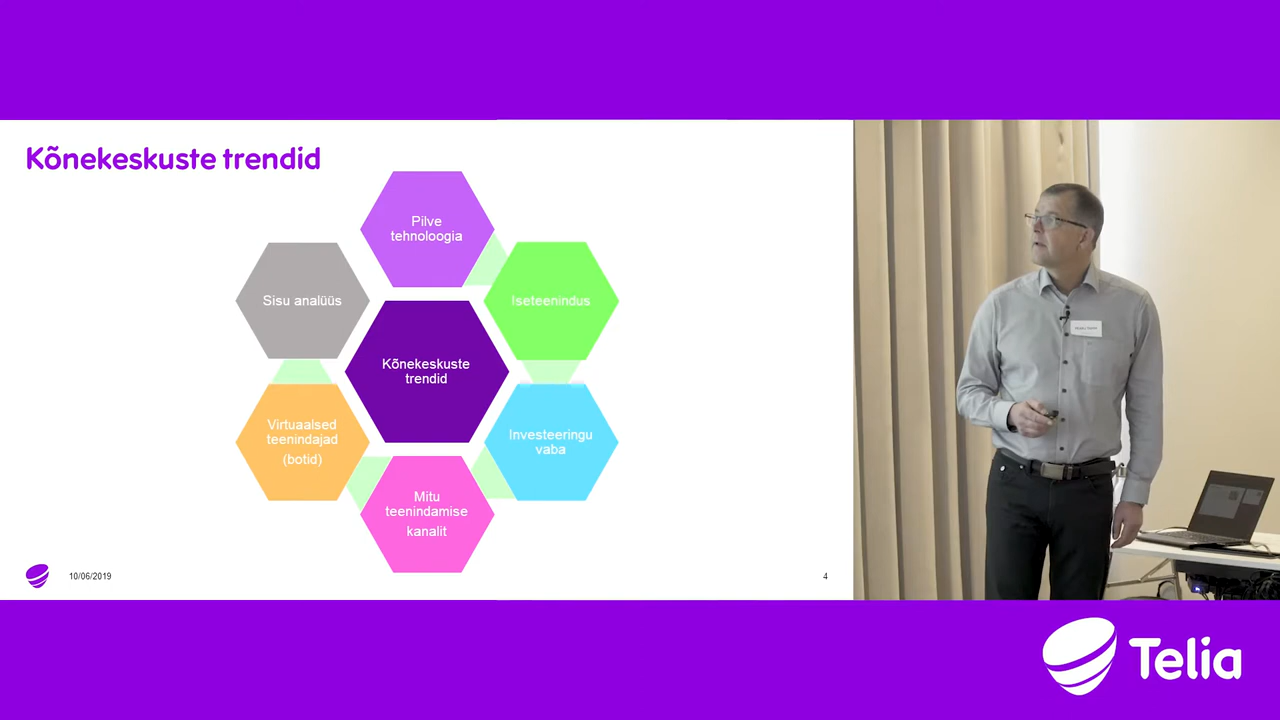 Kõnekeskuste trendid
Pilve
tehnoloogia
Sisu analüüs
Iseteenindus
Kõnekeskuste
trendid
Virtuaalsed
teenindajad
(botid)
Investeeringu
vaba
Mitu
teenindamise
kanalit
10/06/2019
4
Telia